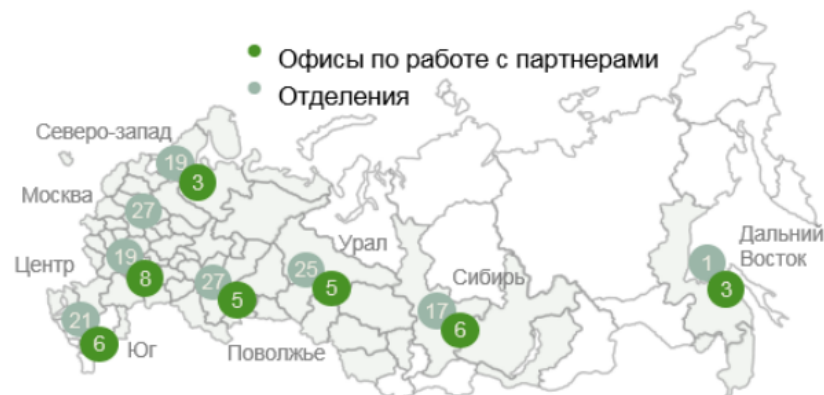 Офисы по работе с партнерами
Отделения
Северо-запад
19
3
Москва
27
Центр
19
8
Урал
25
5
Сибирь
17
6
Дальний
Восток
1
3
27
5
Поволжье
21
6
Юг